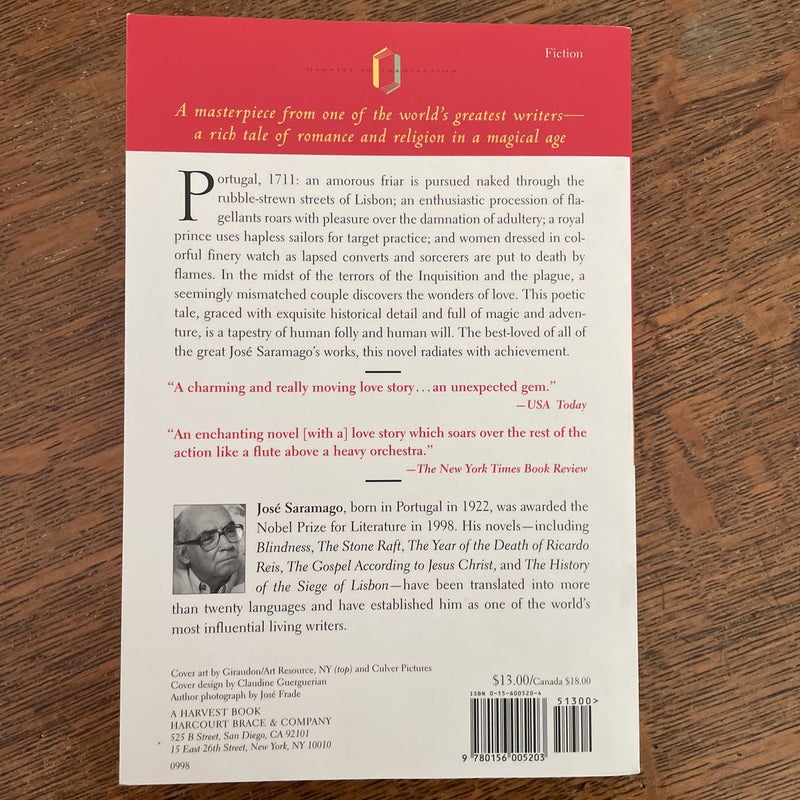 Fiction
HARVEST IN TRANSLATION
A masterpiece from one of the world's greatest writers—
a rich tale of romance and religion in a magical age
Portugal, 1711: an amorous friar is pursued naked through the
rubble-strewn streets of Lisbon; an enthusiastic procession of fla-
gellants roars with pleasure over the damnation of adultery; a royal
prince uses hapless sailors for target practice; and women dressed in col-
orful finery watch as lapsed converts and sorcerers are put to death by
flames. In the midst of the terrors of the Inquisition and the plague, a
seemingly mismatched couple discovers the wonders of love. This poetic
tale, graced with exquisite historical detail and full of magic and adven-
ture, is a tapestry of human folly and human will. The best-loved of all of
the great José Saramago's works, this novel radiates with achievement.
"A charming and really moving love story...an unexpected gem."
—USA Today
"An enchanting novel [with a] love story which soars over the rest of the
action like a flute above a heavy orchestra."
—The New York Times Book Review
José Saramago, born in Portugal in 1922, was awarded the
Nobel Prize for Literature in 1998. His novels—including
Blindness, The Stone Raft, The Year of the Death of Ricardo
Reis, The Gospel According to Jesus Christ, and The History
of the Siege of Lisbon—have been translated into more
than twenty languages and have established him as one of the world's
most influential living writers.
Cover art by Giraudon/Art Resource, NY (top) and Culver Pictures
Cover design by Claudine Guerguerian
Author photograph by José Frade
A HARVEST BOOK
HARCOURT BRACE & COMPANY
525 B Street, San Diego, CA 92101
15 East 26th Street, New York, NY 10010
0998
$13.00/Canada $18.00
ISBN 0-15-600520-4
51300>
9 780156 005203